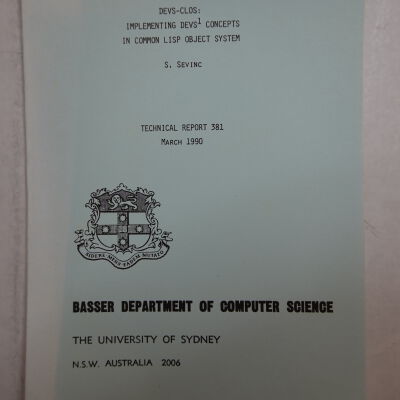 DEVS-CLOS:
IMPLEMENTING DEVS1 CONCEPTS
IN COMMON LISP OBJECT SYSTEM
S. SEVINC
TECHNICAL REPORT 381
MARCH 1990
SIDERE·MENS·EADEM·MUTATO
BASSER DEPARTMENT OF COMPUTER SCIENCE
THE UNIVERSITY OF SYDNEY
N.S.W. AUSTRALIA 2006